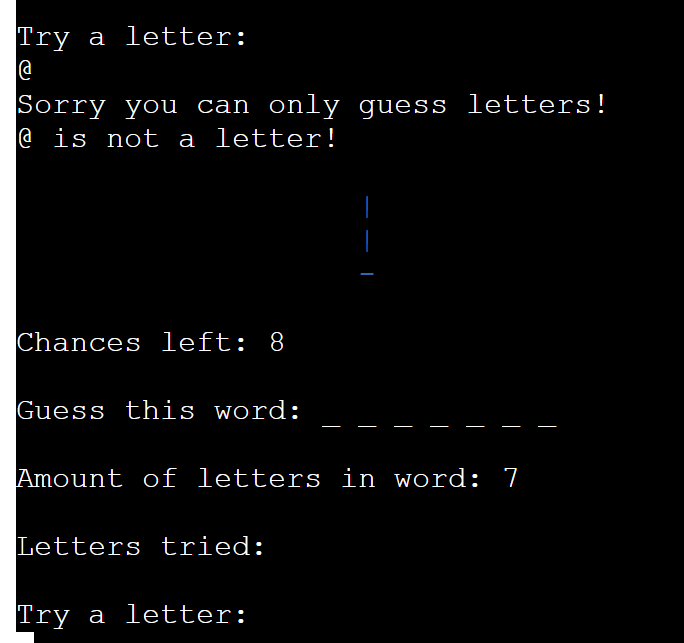 Try a letter:
@
Sorry you can only guess letters!
@ is not a letter!
|
|
_
Chances left: 8
Guess this word: _ _ _ _ _ _ _
Amount of letters in word: 7
Letters tried:
Try a letter: